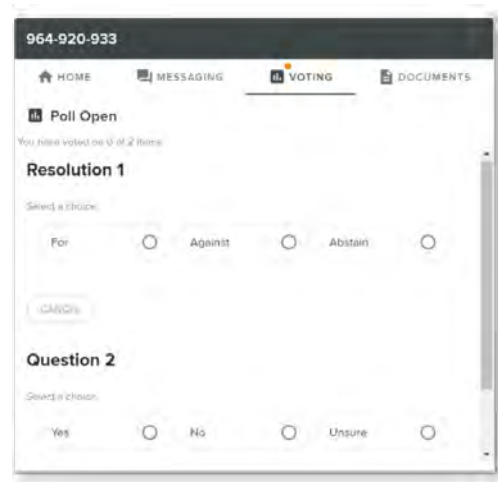 964-920-933
HOME MESSAGING VOTING DOCUMENTS
Poll Open
You have voted on 0 of 2 items
Resolution 1
Select a choice.
For Against Abstain
CANCEL
Question 2
Select a choice.
Yes No Unsure